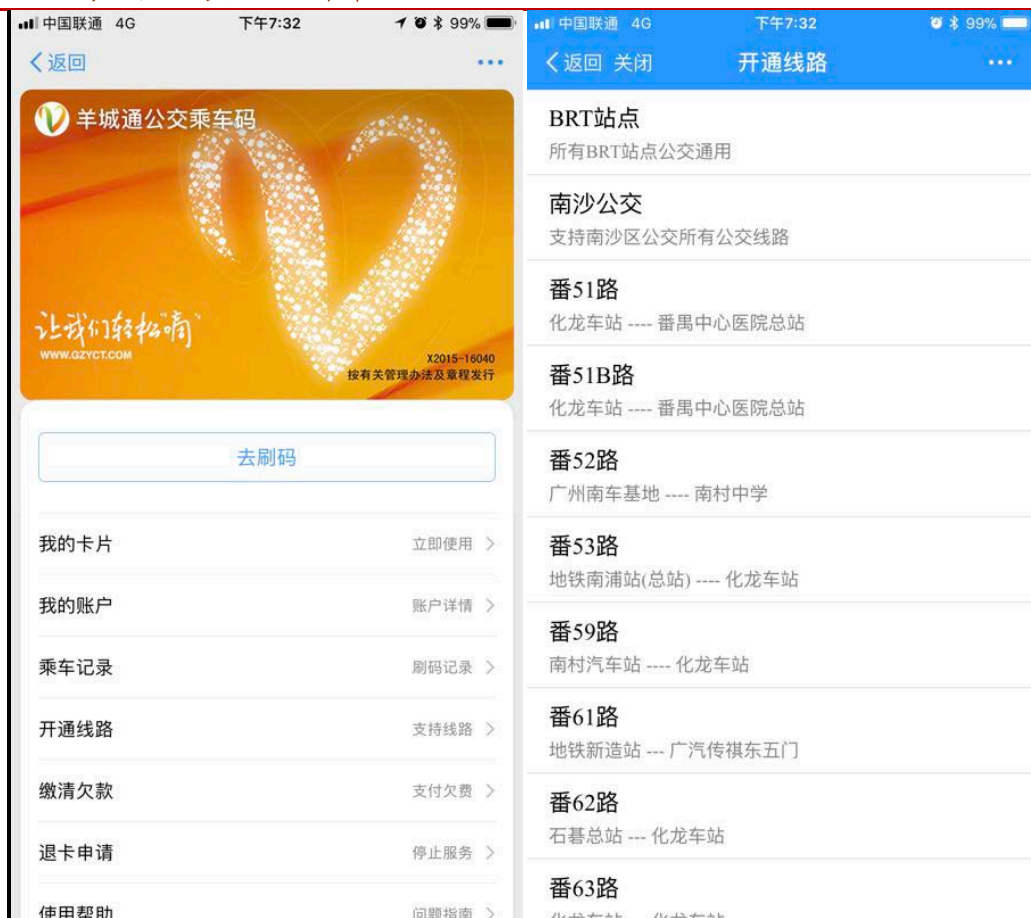 中国联通 4G 下午7:32 99%
返回
羊城通公交乘车码
让我们轻松"嘀"
WWW.GZYCT.COM
X2015-16040
按有关管理办法及章程发行
去刷码
我的卡片 立即使用
我的账户 账户详情
乘车记录 刷码记录
开通线路 支持线路
缴清欠款 支付欠费
退卡申请 停止服务
使用帮助 问题指南
中国联通 4G 下午7:32 99%
返回 关闭 开通线路
BRT站点
所有BRT站点公交通用
南沙公交
支持南沙区公交所有公交线路
番51路
化龙车站 ---- 番禺中心医院总站
番51B路
化龙车站 ---- 番禺中心医院总站
番52路
广州南车基地 ---- 南村中学
番53路
地铁南浦站(总站) ---- 化龙车站
番59路
南村汽车站 ---- 化龙车站
番61路
地铁新造站 --- 广汽传祺东五门
番62路
石碁总站 --- 化龙车站
番63路